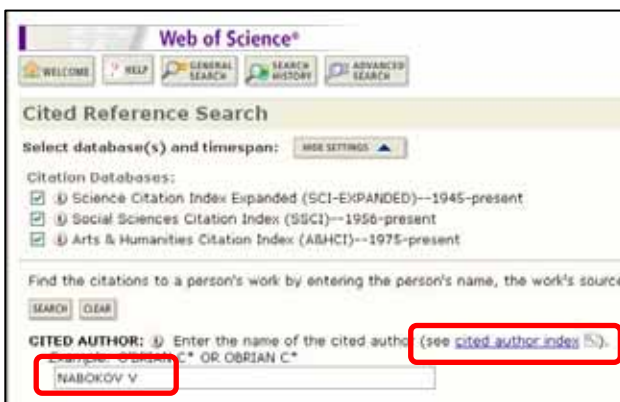 Web of Science®
WELCOME ? HELP GENERAL SEARCH SEARCH HISTORY ADVANCED SEARCH
Cited Reference Search
Select database(s) and timespan: HIDE SETTINGS
Citation Databases:
Science Citation Index Expanded (SCI-EXPANDED)--1945-present
Social Sciences Citation Index (SSCI)--1956-present
Arts & Humanities Citation Index (A&HCI)--1975-present
Find the citations to a person's work by entering the person's name, the work's source
SEARCH CLEAR
CITED AUTHOR: Enter the name of the cited author (see cited author index).
Example: O'BRIAN C* OR OBRIAN C*
NABOKOV V